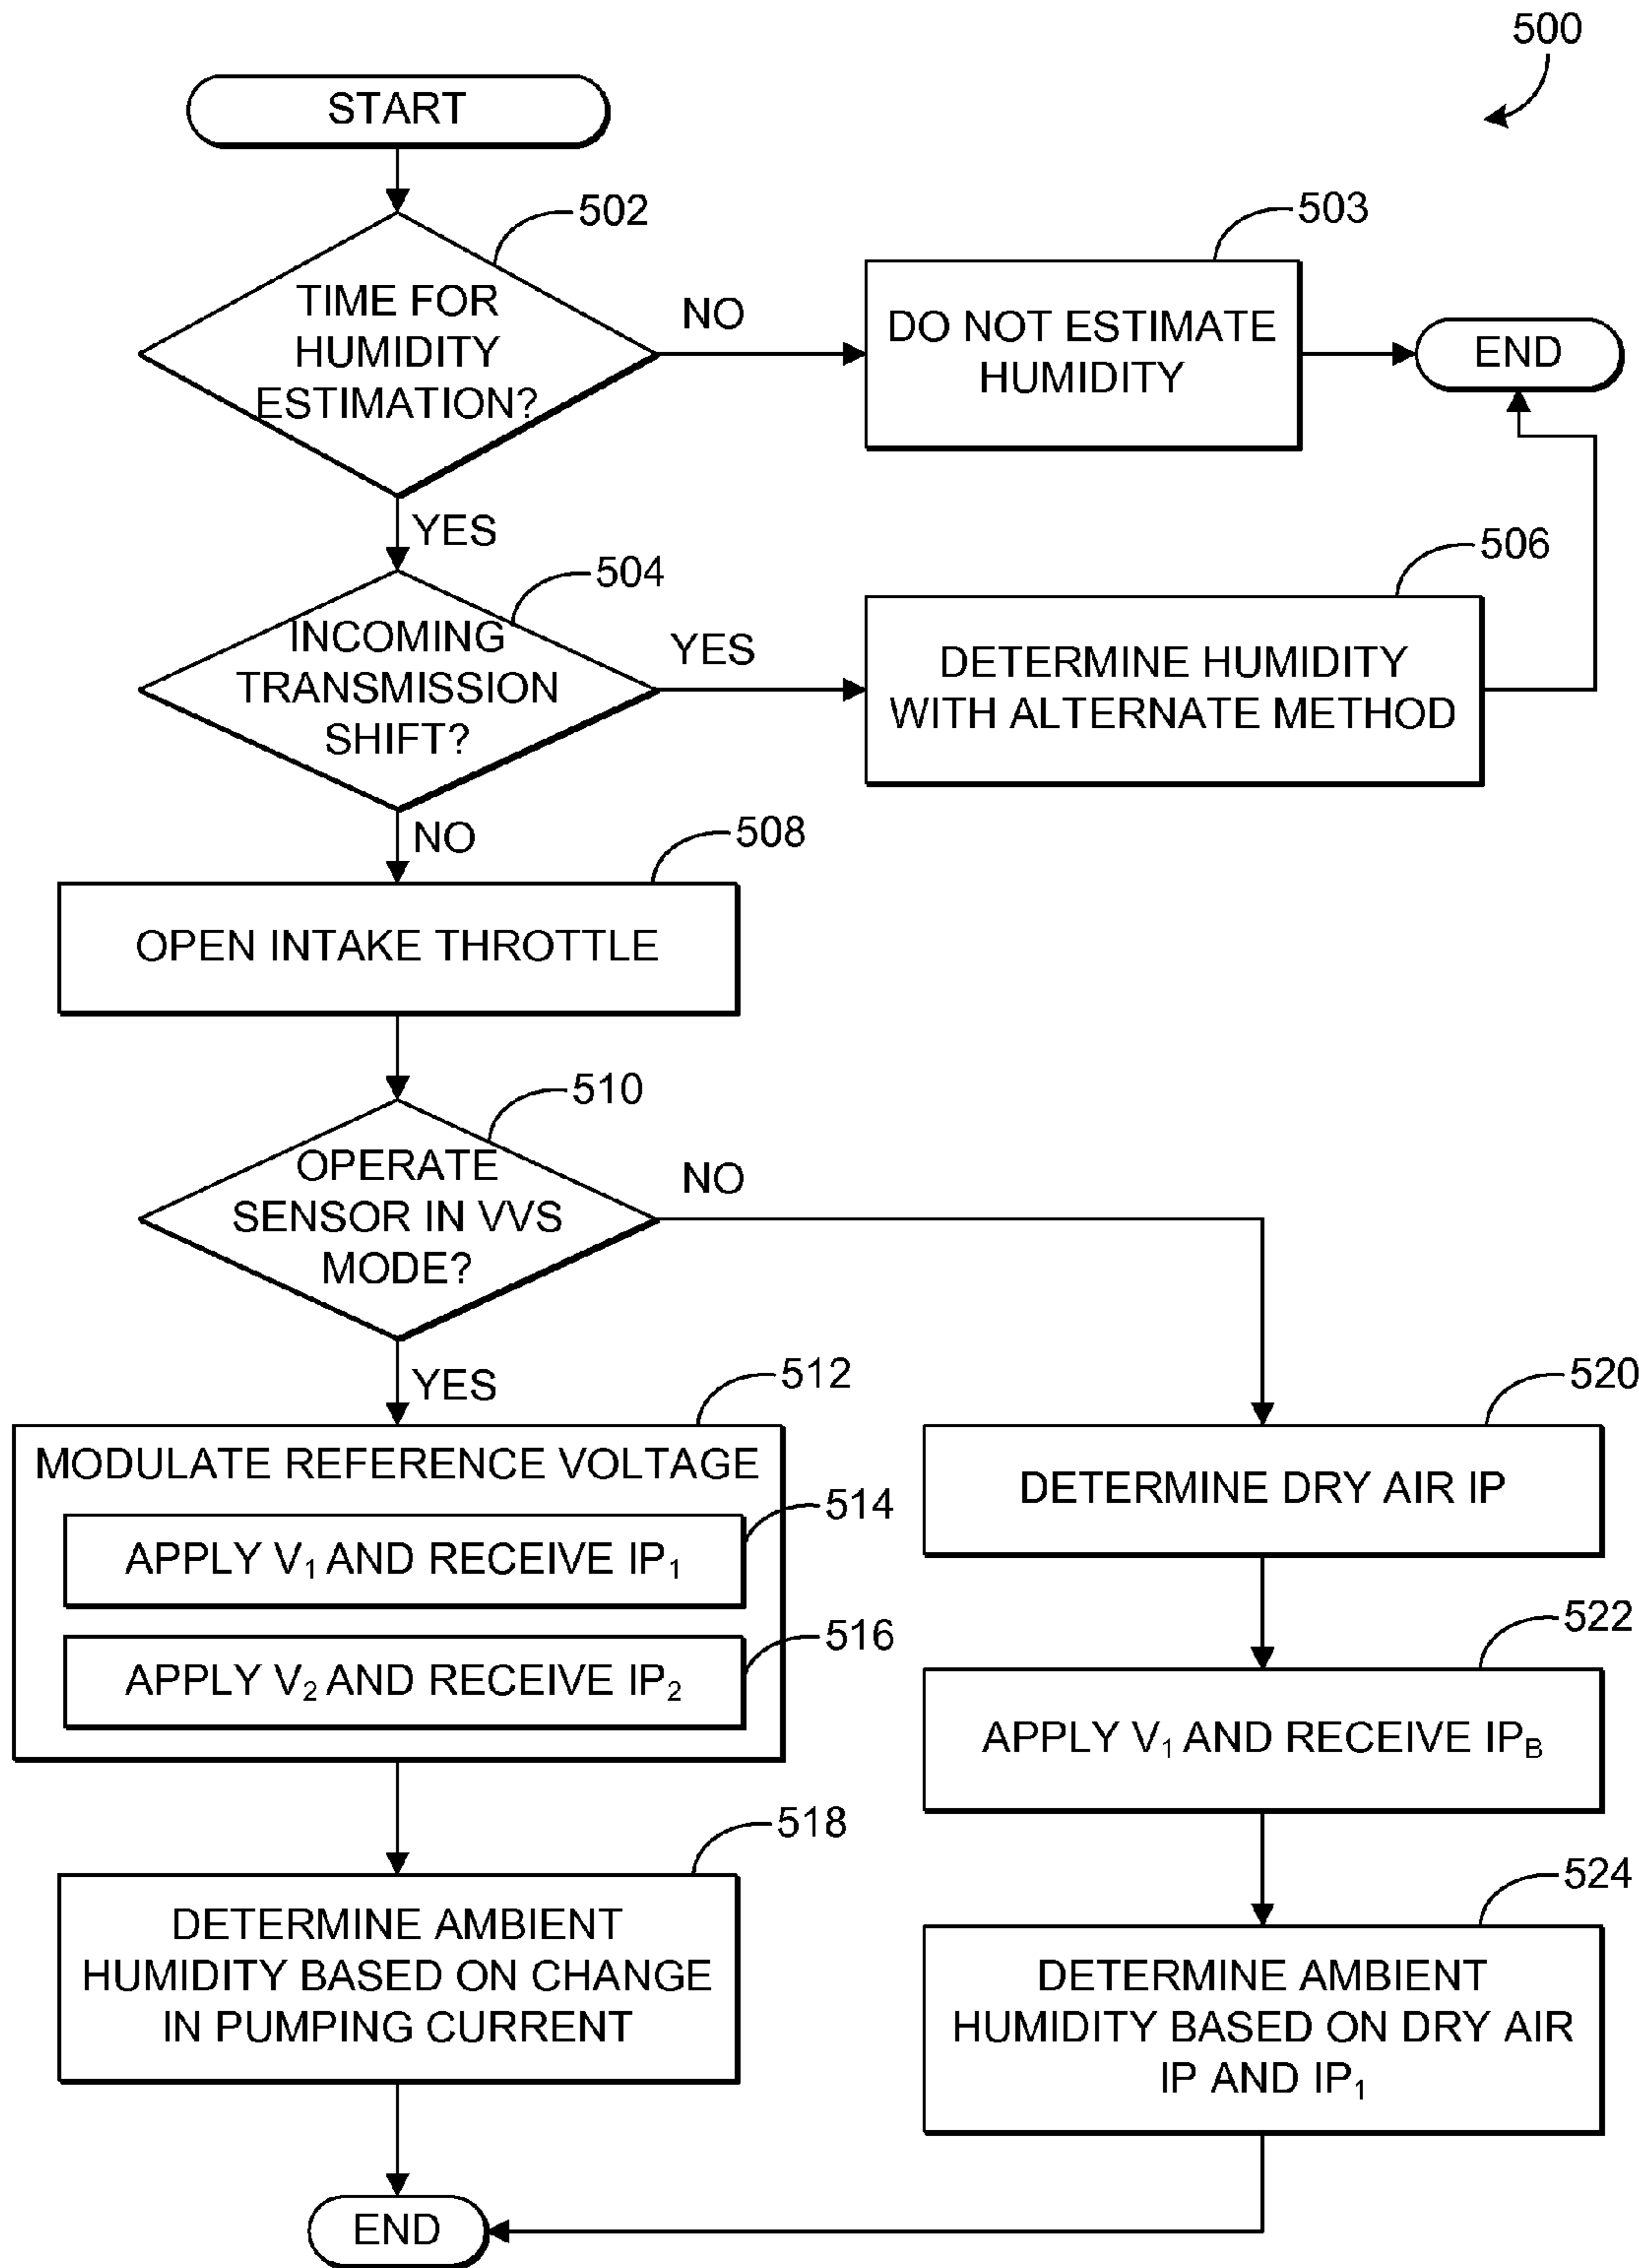 500
START
502
TIME FOR
HUMIDITY
ESTIMATION?
NO
503
DO NOT ESTIMATE
HUMIDITY
END
YES
504
INCOMING
TRANSMISSION
SHIFT?
YES
506
DETERMINE HUMIDITY
WITH ALTERNATE METHOD
NO
508
OPEN INTAKE THROTTLE
510
OPERATE
SENSOR IN VVS
MODE?
NO
YES
512
MODULATE REFERENCE VOLTAGE
514
APPLY V₁ AND RECEIVE IP₁
516
APPLY V₂ AND RECEIVE IP₂
518
DETERMINE AMBIENT
HUMIDITY BASED ON CHANGE
IN PUMPING CURRENT
520
DETERMINE DRY AIR IP
522
APPLY V₁ AND RECEIVE IP_B
524
DETERMINE AMBIENT
HUMIDITY BASED ON DRY AIR
IP AND IP₁
END